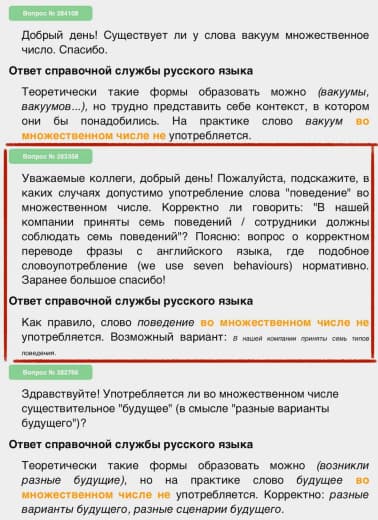 Вопрос № 284108
Добрый день! Существует ли у слова вакуум множественное
число. Спасибо.
Ответ справочной службы русского языка
Теоретически такие формы образовать можно (вакуумы,
вакуумов...), но трудно представить себе контекст, в котором
они бы понадобились. На практике слово вакуум во
множественном числе не употребляется.
Вопрос № 283358
Уважаемые коллеги, добрый день! Пожалуйста, подскажите, в
каких случаях допустимо употребление слова "поведение" во
множественном числе. Корректно ли говорить: "В нашей
компании приняты семь поведений / сотрудники должны
соблюдать семь поведений"? Поясню: вопрос о корректном
переводе фразы с английского языка, где подобное
словоупотребление (we use seven behaviours) нормативно.
Заранее большое спасибо!
Ответ справочной службы русского языка
Как правило, слово поведение во множественном числе не
употребляется. Возможный вариант: В нашей компании приняты семь типов
поведения.
Вопрос № 282766
Здравствуйте! Употребляется ли во множественном числе
существительное "будущее" (в смысле "разные варианты
будущего")?
Ответ справочной службы русского языка
Теоретически такие формы образовать можно (возникли
разные будущие), но на практике слово будущее во
множественном числе не употребляется. Корректно: разные
варианты будущего, разные сценарии будущего.